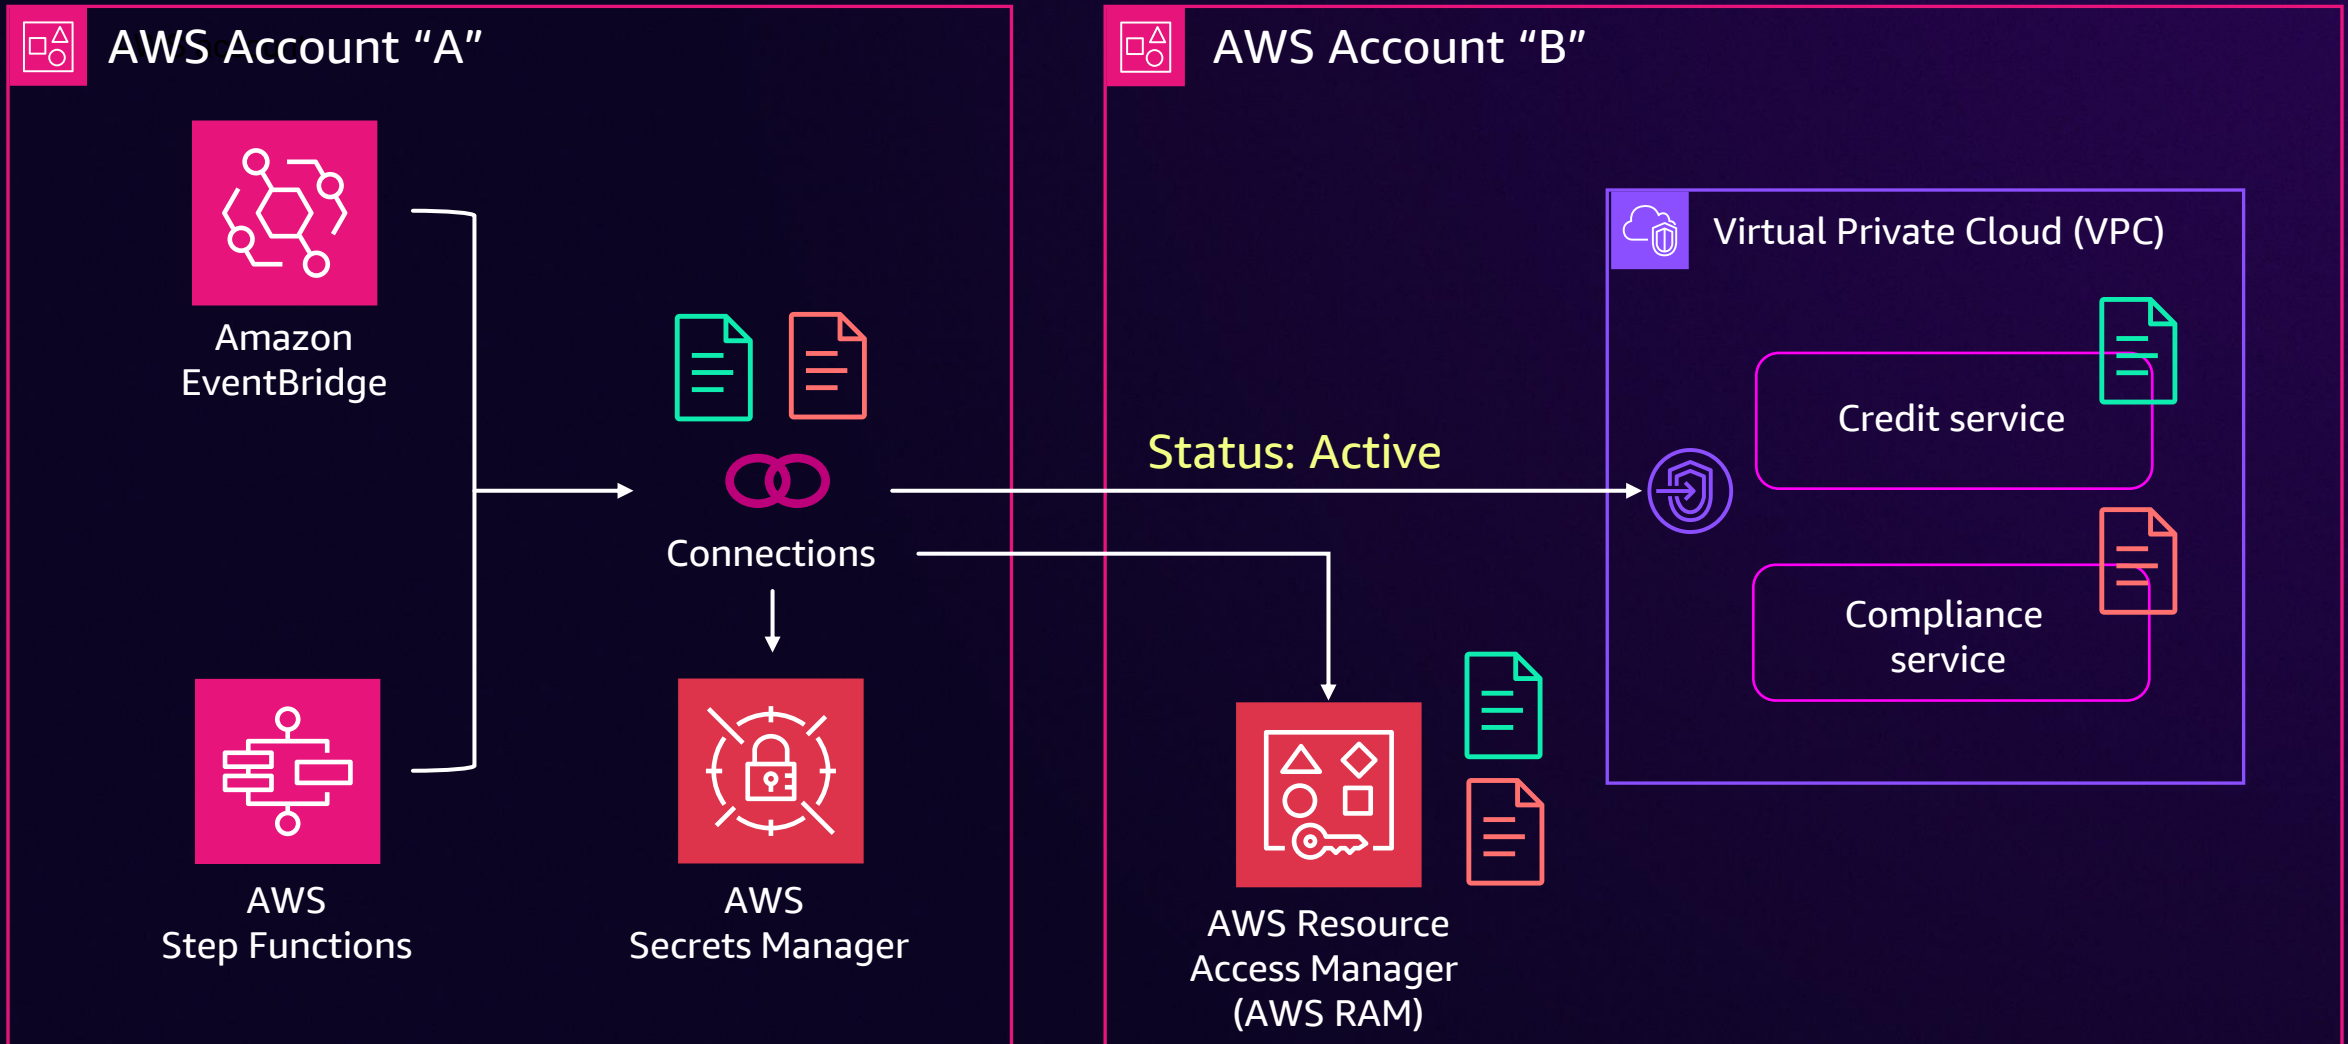 AWS Account “A”
Amazon
EventBridge
AWS
Step Functions
Connections
AWS
Secrets Manager
AWS Account “B”
Status: Active
Virtual Private Cloud (VPC)
Credit service
Compliance
service
AWS Resource
Access Manager
(AWS RAM)